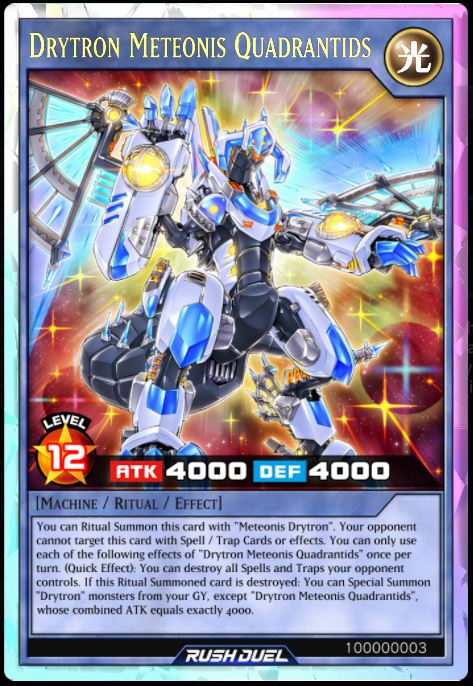 Drytron Meteonis Quadrantids
光
LEVEL
12
ATK 4000 DEF 4000
[Machine / Ritual / Effect]
You can Ritual Summon this card with "Meteonis Drytron". Your opponent
cannot target this card with Spell / Trap Cards or effects. You can only use
each of the following effects of "Drytron Meteonis Quadrantids" once per
turn. (Quick Effect): You can destroy all Spells and Traps your opponent
controls. If this Ritual Summoned card is destroyed: You can Special Summon
"Drytron" monsters from your GY, except "Drytron Meteonis Quadrantids",
whose combined ATK equals exactly 4000.
RUSH DUEL
100000003